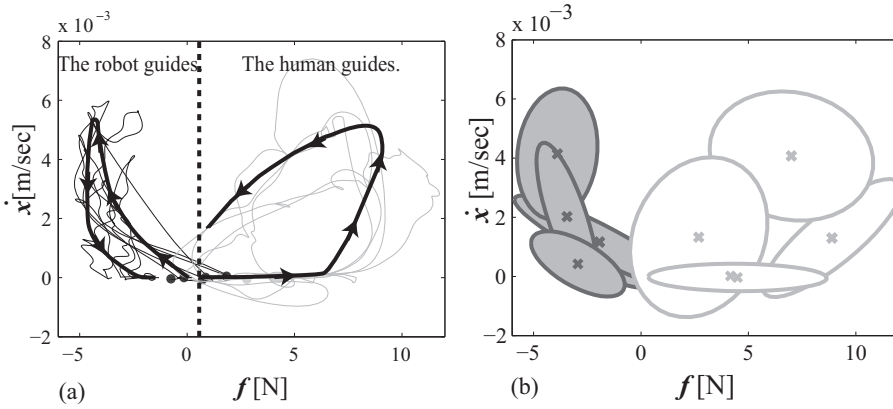 x 10⁻³
8
6
4
2
0
−2
ẋ [m/sec]
The robot guides.
The human guides.
−5
0
5
10
(a)
f [N]
x 10⁻³
8
6
4
2
0
−2
ẋ [m/sec]
−5
0
5
10
(b)
f [N]